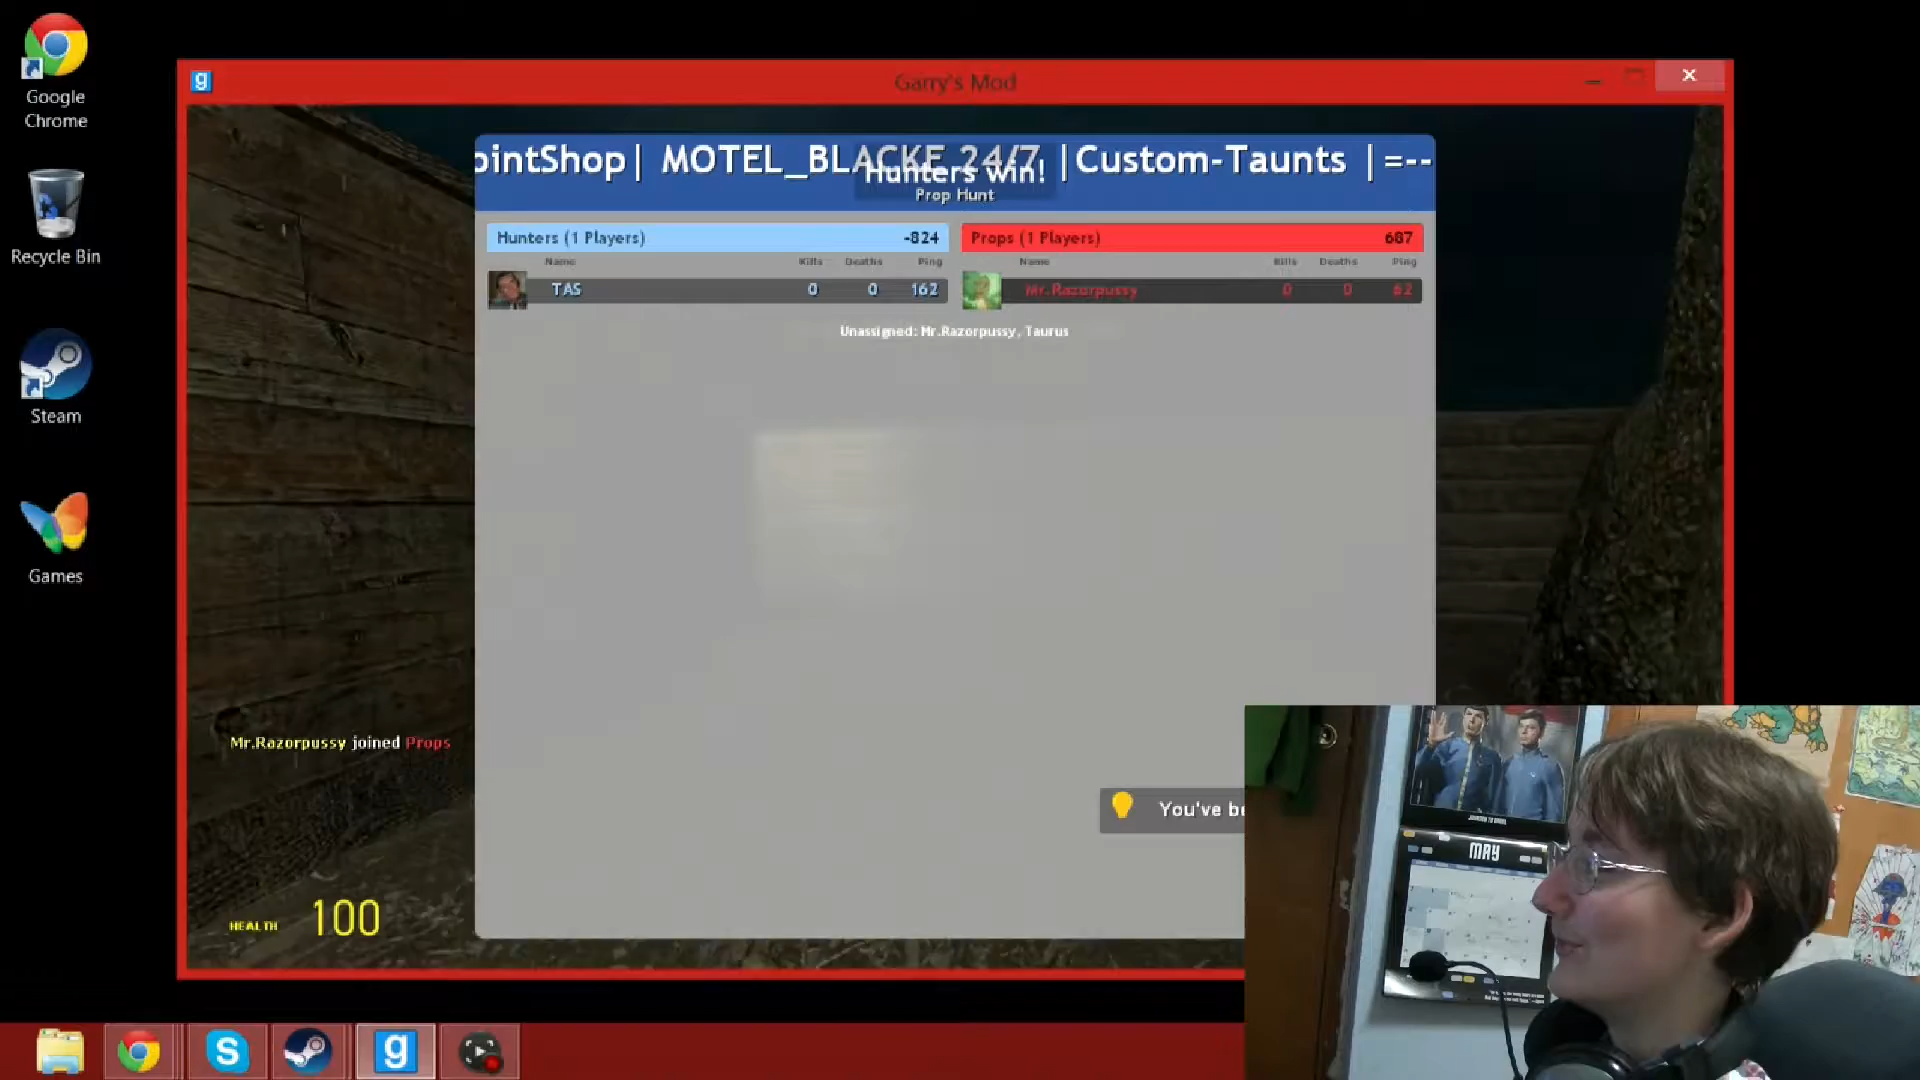 Google
Chrome
Recycle Bin
Steam
Games
Garry's Mod
ointShop| MOTEL_BLACKE 24/7 |Custom-Taunts |=--
Hunters win!
Prop Hunt
Hunters (1 Players) -824
Props (1 Players) 687
Name Kills Deaths Ping
Name Kills Deaths Ping
TAS 0 0 162
Mr.Razorpussy 0 0 62
Unassigned: Mr.Razorpussy, Taurus
Mr.Razorpussy joined Props
You've be
HEALTH 100
MAY